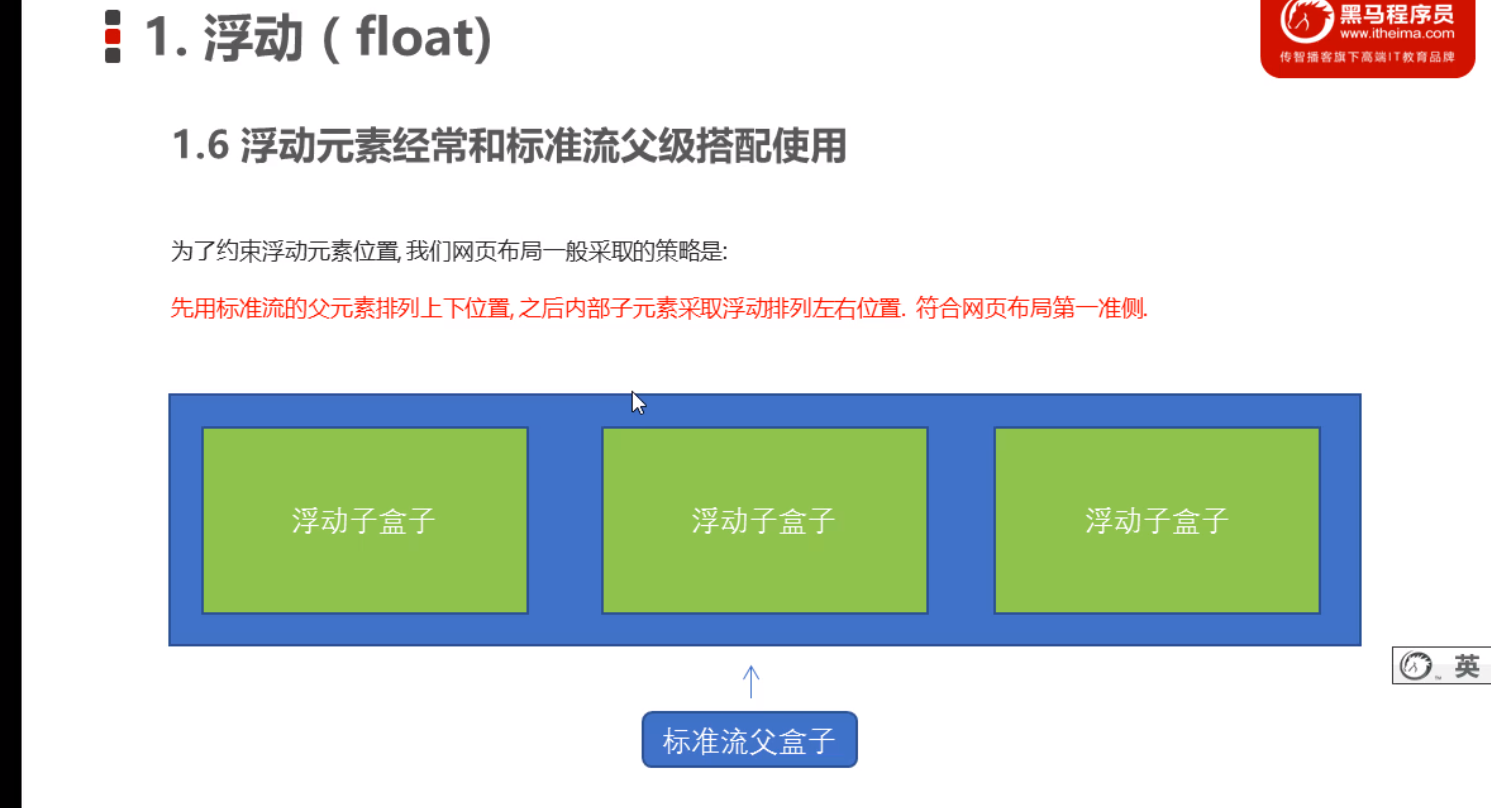 1. 浮动 ( float)
黑马程序员
www.itheima.com
传智播客旗下高端IT教育品牌
1.6 浮动元素经常和标准流父级搭配使用
为了约束浮动元素位置,我们网页布局一般采取的策略是:
先用标准流的父元素排列上下位置,之后内部子元素采取浮动排列左右位置. 符合网页布局第一准侧.
浮动子盒子
浮动子盒子
浮动子盒子
英
标准流父盒子